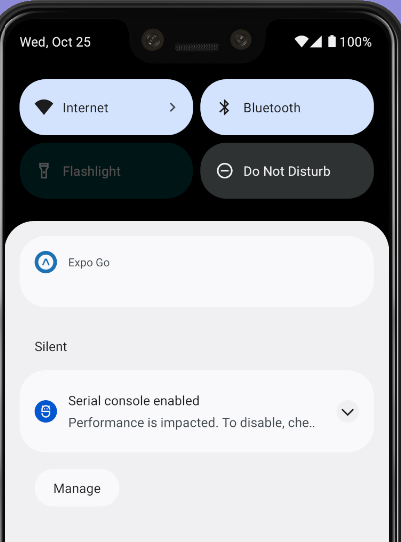 Wed, Oct 25
100%
Internet
Bluetooth
Flashlight
Do Not Disturb
Expo Go
Silent
Serial console enabled
Performance is impacted. To disable, che..
Manage